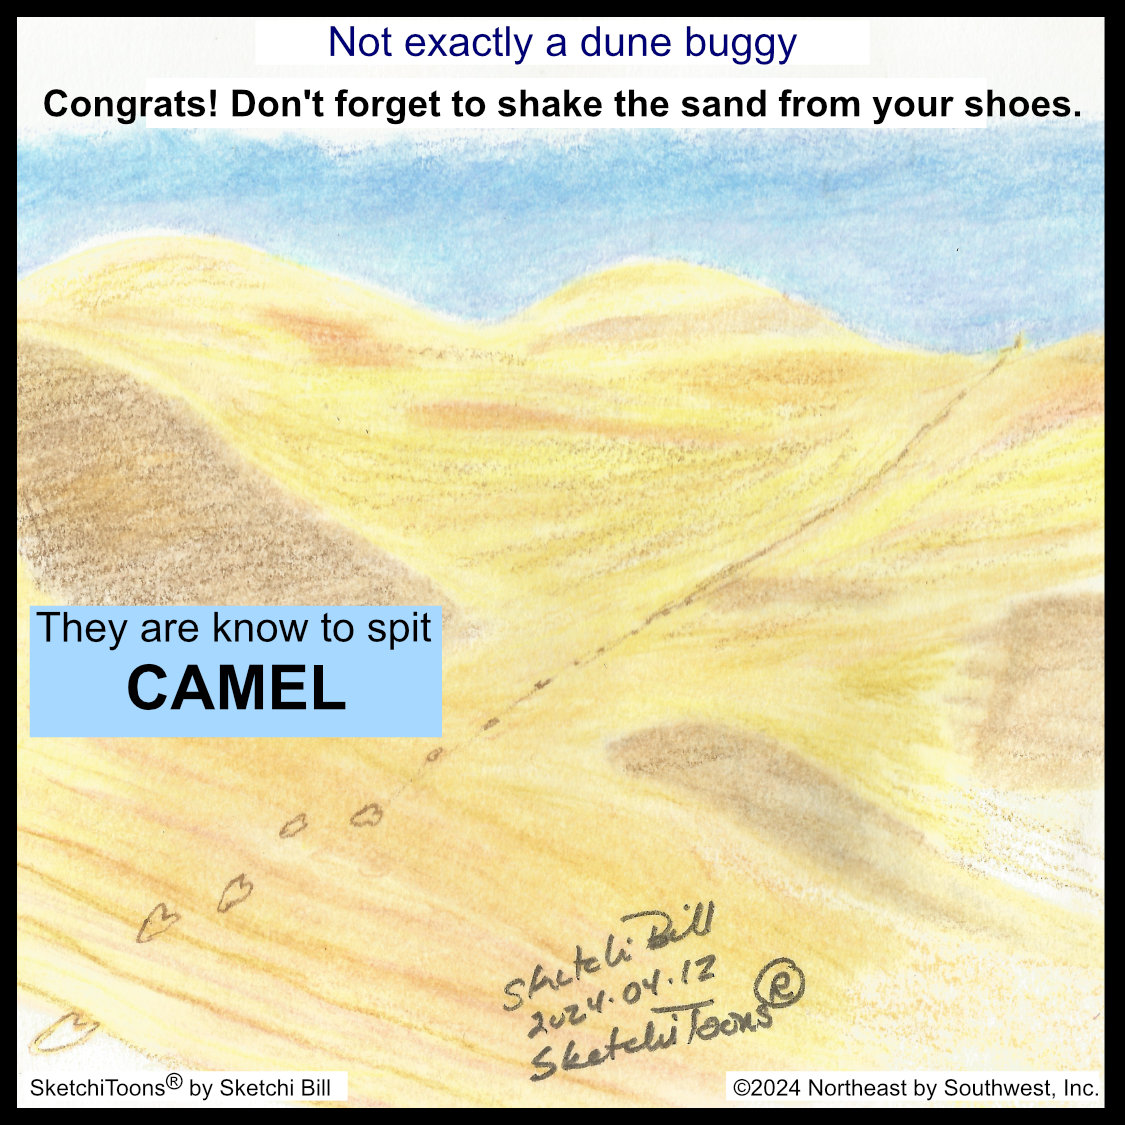 Not exactly a dune buggy
Congrats! Don't forget to shake the sand from your shoes.
They are know to spit
CAMEL
Sketchi Bill
2024.04.12
SketchiToons®
SketchiToons® by Sketchi Bill
©2024 Northeast by Southwest, Inc.